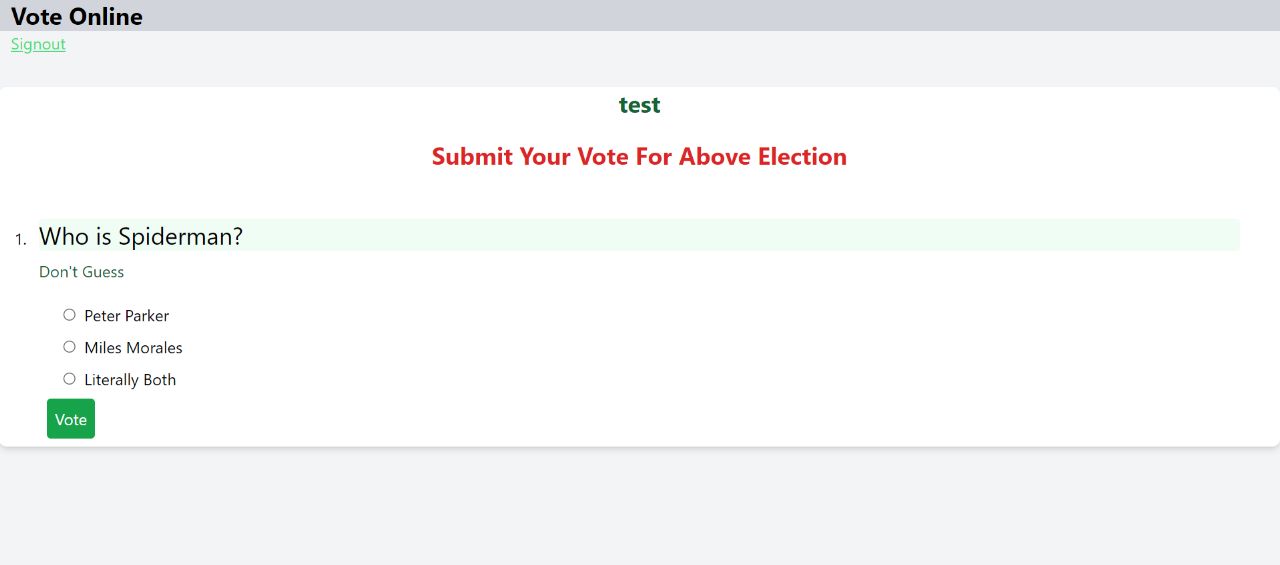 Vote Online
Signout
test
Submit Your Vote For Above Election
1. Who is Spiderman?
Don't Guess
Peter Parker
Miles Morales
Literally Both
Vote